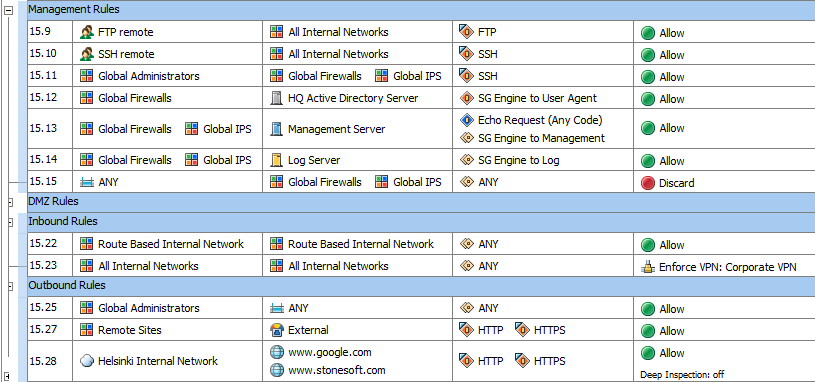 Management Rules
15.9 FTP remote All Internal Networks FTP Allow
15.10 SSH remote All Internal Networks SSH Allow
15.11 Global Administrators Global Firewalls Global IPS SSH Allow
15.12 Global Firewalls HQ Active Directory Server SG Engine to User Agent Allow
15.13 Global Firewalls Global IPS Management Server Echo Request (Any Code) Allow
SG Engine to Management
15.14 Global Firewalls Global IPS Log Server SG Engine to Log Allow
15.15 ANY Global Firewalls Global IPS ANY Discard
DMZ Rules
Inbound Rules
15.22 Route Based Internal Network Route Based Internal Network ANY Allow
15.23 All Internal Networks All Internal Networks ANY Enforce VPN: Corporate VPN
Outbound Rules
15.25 Global Administrators ANY ANY Allow
15.27 Remote Sites External HTTP HTTPS Allow
15.28 Helsinki Internal Network www.google.com HTTP HTTPS Allow
www.stonesoft.com
Deep Inspection: off